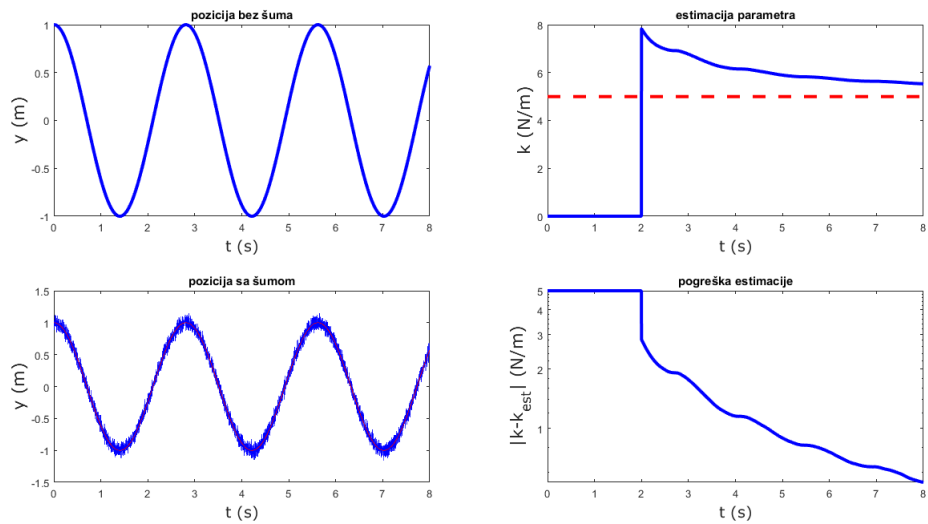 pozicija bez šuma
y (m)
1
0.5
0
-0.5
-1
0 1 2 3 4 5 6 7 8
t (s)
estimacija parametra
k (N/m)
8
6
4
2
0
0 1 2 3 4 5 6 7 8
t (s)
pozicija sa šumom
y (m)
1.5
1
0.5
0
-0.5
-1
-1.5
0 1 2 3 4 5 6 7 8
t (s)
pogreška estimacije
|k-k_est| (N/m)
5
4
3
2
1
0 1 2 3 4 5 6 7 8
t (s)